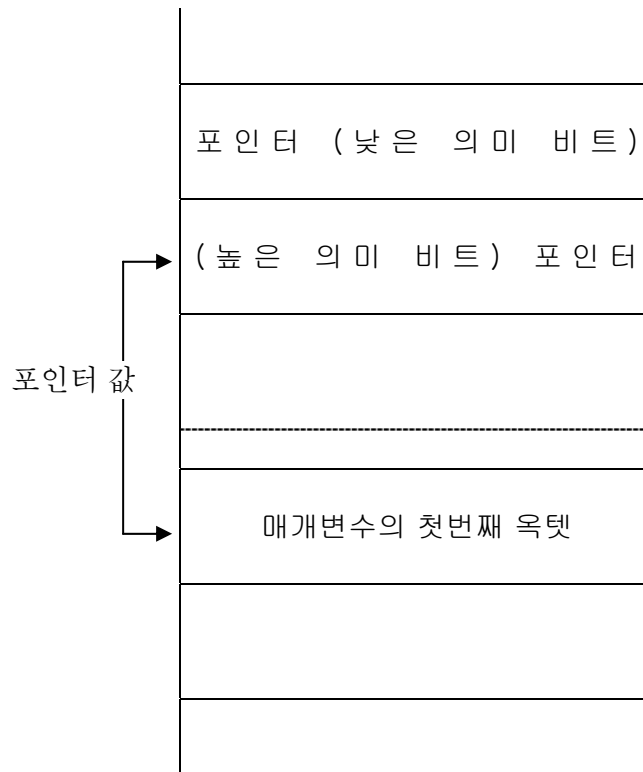 포인터 (낮은 의미 비트)
(높은 의미 비트) 포인터
포인터 값
매개변수의 첫번째 옥텟